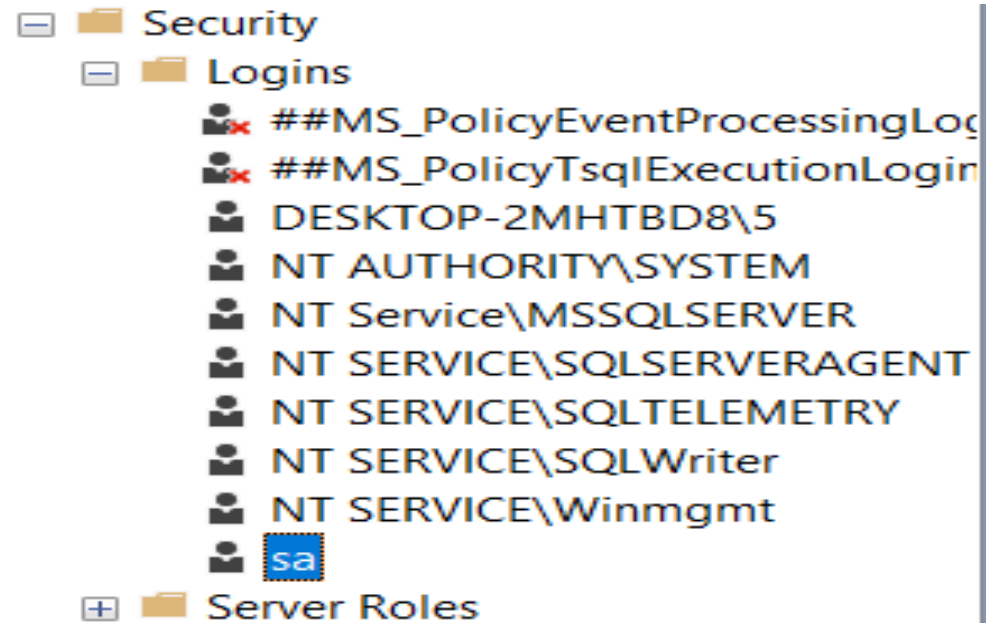 Security
Logins
##MS_PolicyEventProcessingLog
##MS_PolicyTsqlExecutionLogin
DESKTOP-2MHTBD8\5
NT AUTHORITY\SYSTEM
NT Service\MSSQLSERVER
NT SERVICE\SQLSERVERAGENT
NT SERVICE\SQLTELEMETRY
NT SERVICE\SQLWriter
NT SERVICE\Winmgmt
sa
Server Roles